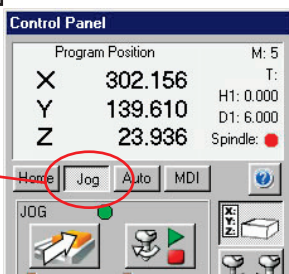 Control Panel
Program Position M: 5
X 302.156 T:
Y 139.610 H1: 0.000
D1: 6.000
Z 23.936 Spindle:
Home Jog Auto MDI ?
JOG X: Y: Z: